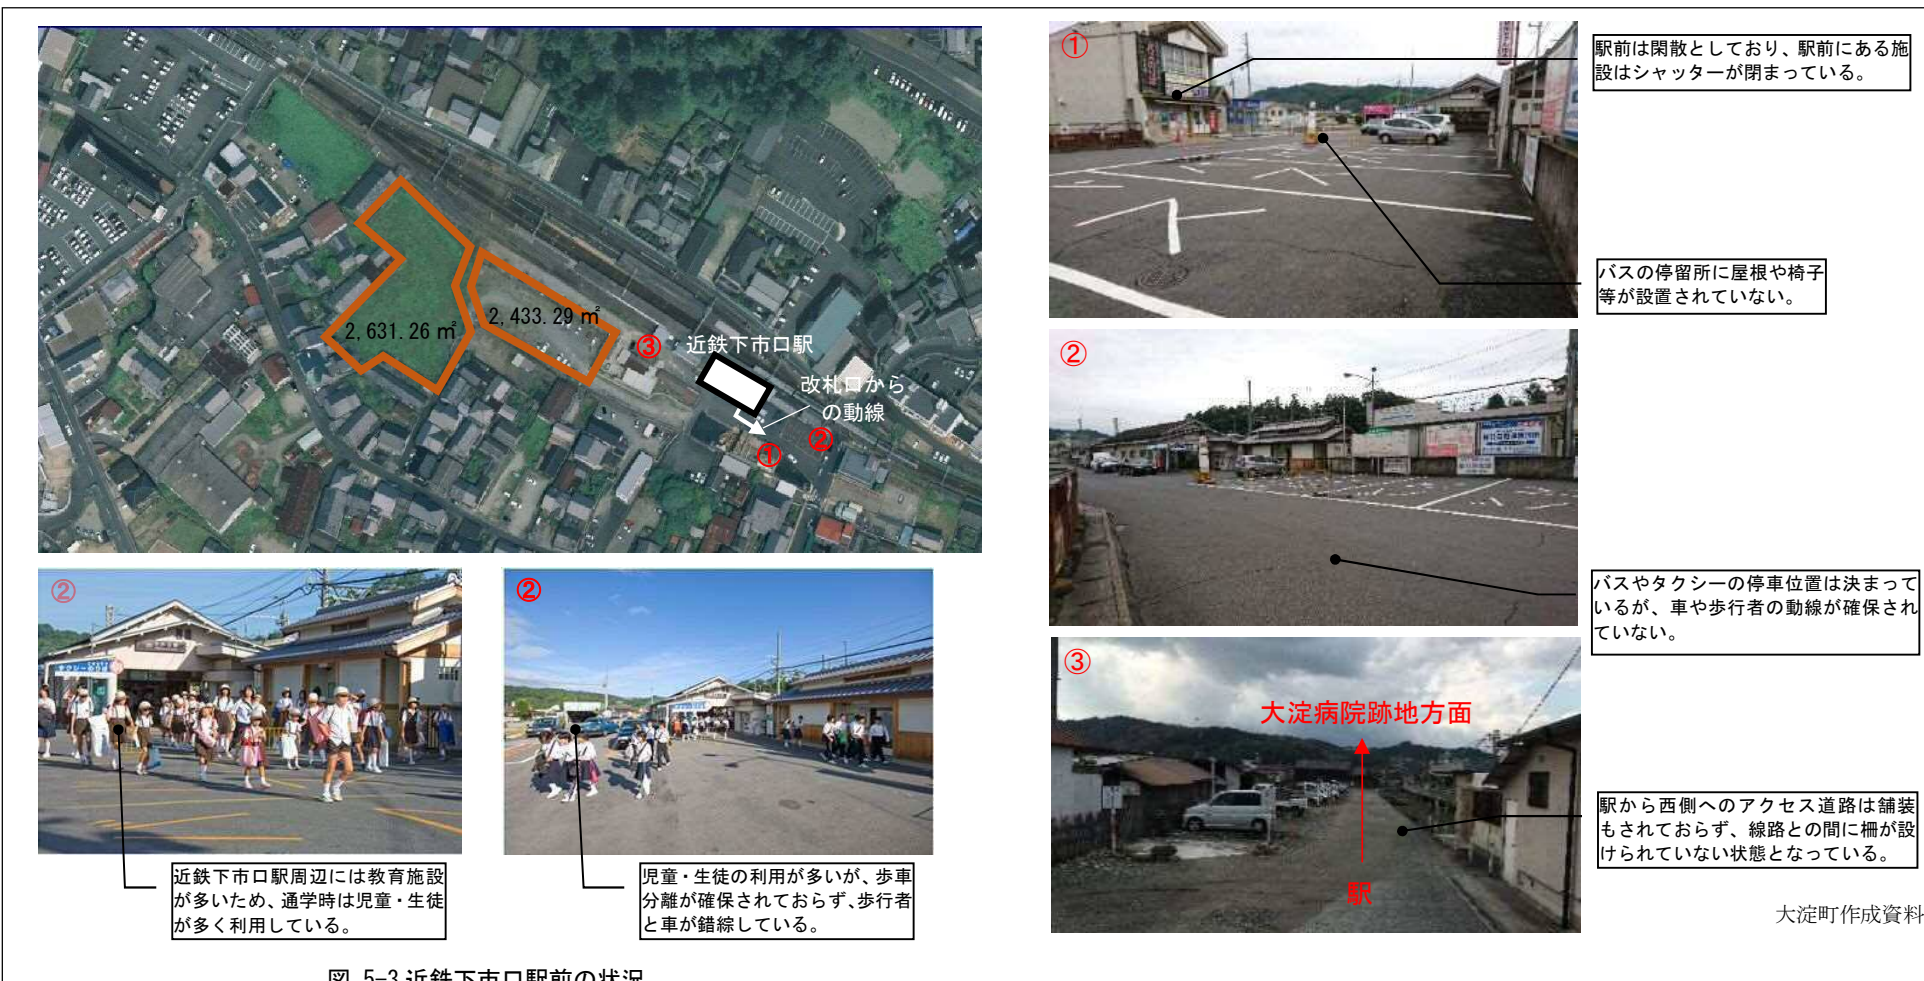 2,631.26 ㎡
2,433.29 ㎡
③
近鉄下市口駅
改札口から
の動線
②
①
①
駅前は閑散としており、駅前にある施
設はシャッターが閉まっている。
バスの停留所に屋根や椅子
等が設置されていない。
②
バスやタクシーの停車位置は決まって
いるが、車や歩行者の動線が確保され
ていない。
②
近鉄下市口駅周辺には教育施設
が多いため、通学時は児童・生徒
が多く利用している。
②
児童・生徒の利用が多いが、歩車
分離が確保されておらず、歩行者
と車が錯綜している。
③
大淀病院跡地方面
駅
駅から西側へのアクセス道路は舗装
もされておらず、線路との間に柵が設
けられていない状態となっている。
大淀町作成資料
図 5-3 近鉄下市口駅前の状況